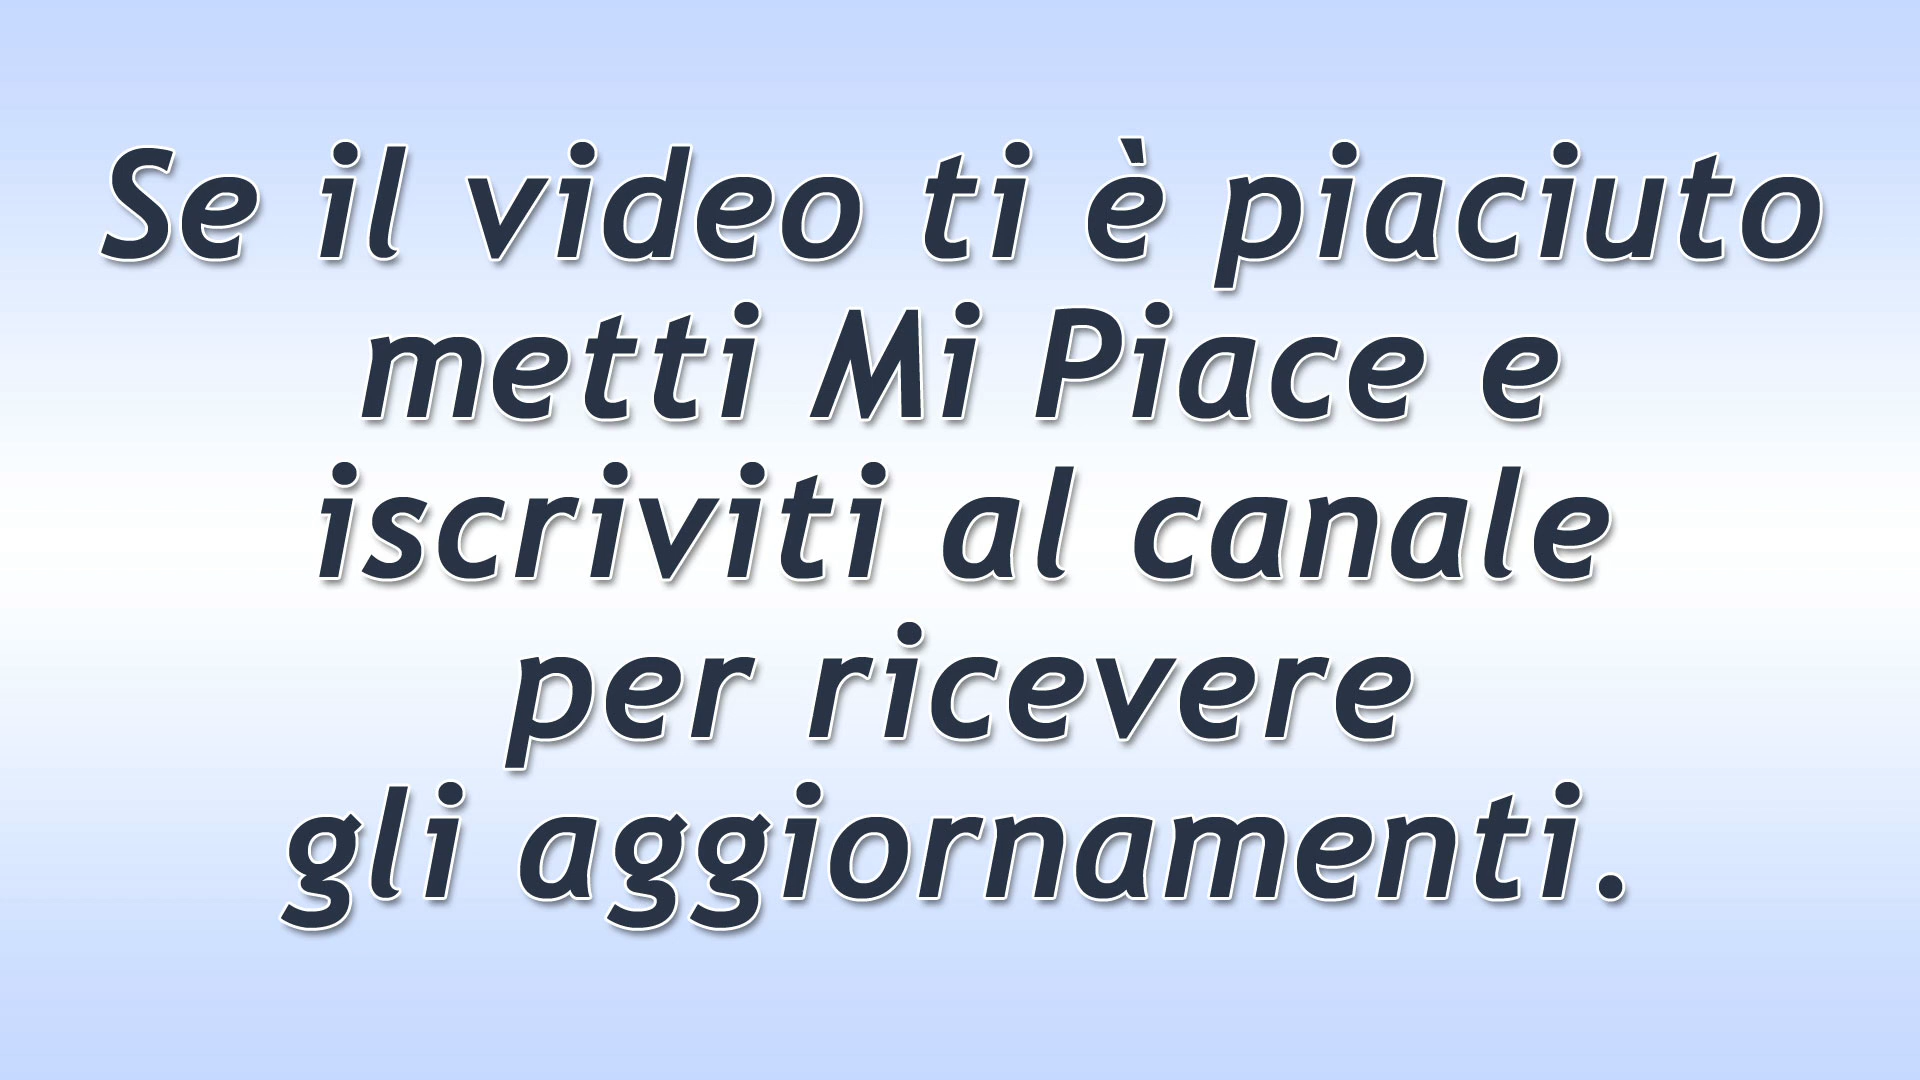 Se il video ti è piaciuto
metti Mi Piace e
iscriviti al canale
per ricevere
gli aggiornamenti.